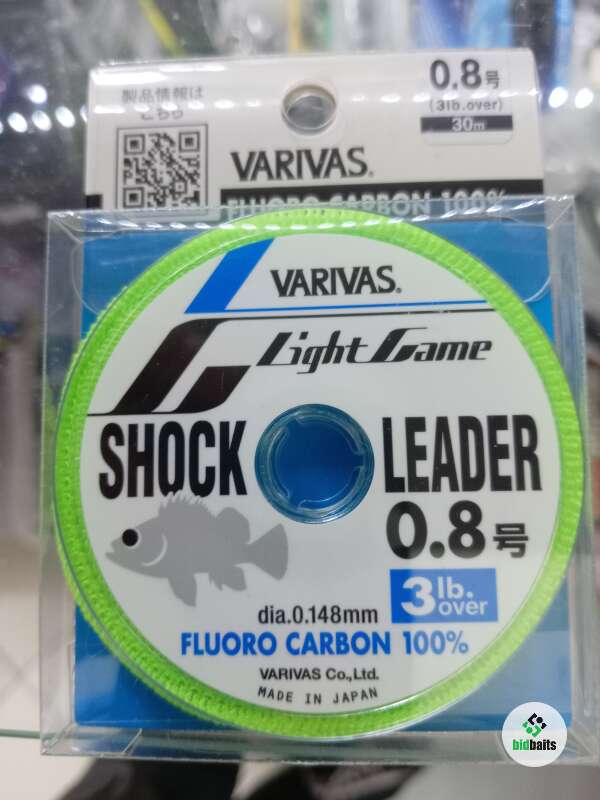 製品情報は
こちら
0.8号
(3lb.over)
30m
VARIVAS®
FLUORO CARBON 100%
VARIVAS®
Light Game
SHOCK LEADER
0.8号
3lb. over
dia.0.148mm
FLUORO CARBON 100%
VARIVAS Co.,Ltd.
MADE IN JAPAN
bidbaits